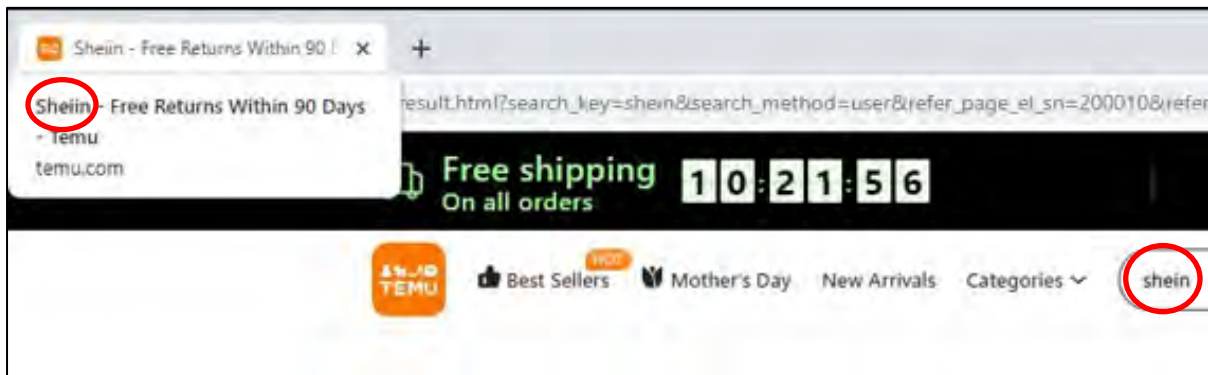 Sheiin - Free Returns Within 90
Sheiin - Free Returns Within 90 Days
- Temu
temu.com
result.html?search_key=shein&search_method=user&refer_page_el_sn=200010&refer
Free shipping
On all orders
10:21:56
TEMU
HOT
Best Sellers
Mother's Day
New Arrivals
Categories
shein